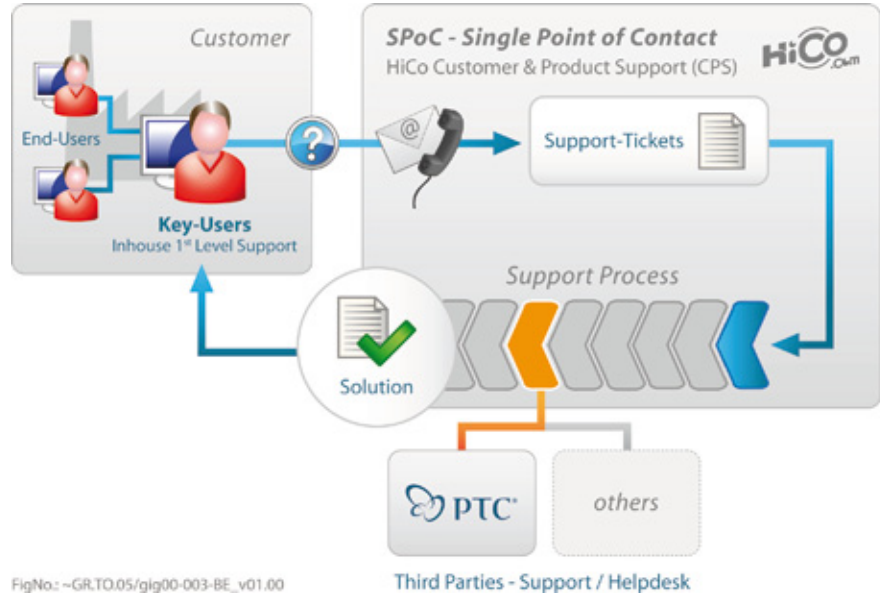 Customer
End-Users
Key-Users
Inhouse 1st Level Support
?
SPoC - Single Point of Contact
HiCo Customer & Product Support (CPS)
HiCo.com
@
Support-Tickets
Support Process
Solution
PTC®
others
Third Parties - Support / Helpdesk
FigNo.: ~GR.TO.05/gig00-003-BE_v01.00